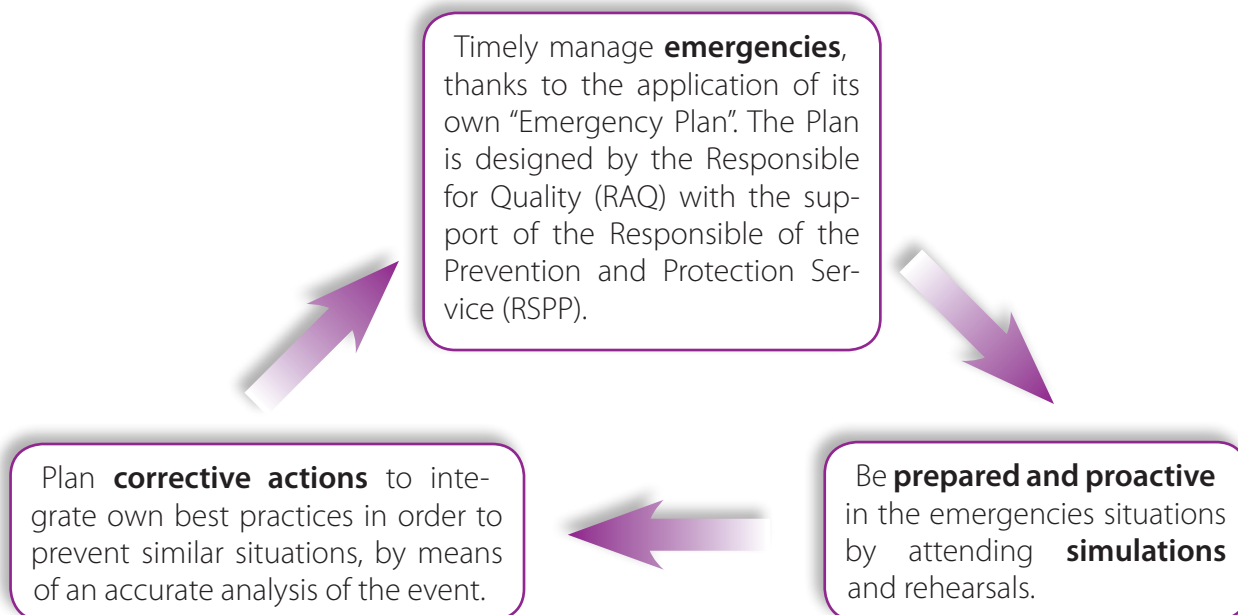 Timely manage emergencies,
thanks to the application of its
own “Emergency Plan”. The Plan
is designed by the Responsible
for Quality (RAQ) with the sup-
port of the Responsible of the
Prevention and Protection Ser-
vice (RSPP).
Plan corrective actions to inte-
grate own best practices in order to
prevent similar situations, by means
of an accurate analysis of the event.
Be prepared and proactive
in the emergencies situations
by attending simulations
and rehearsals.